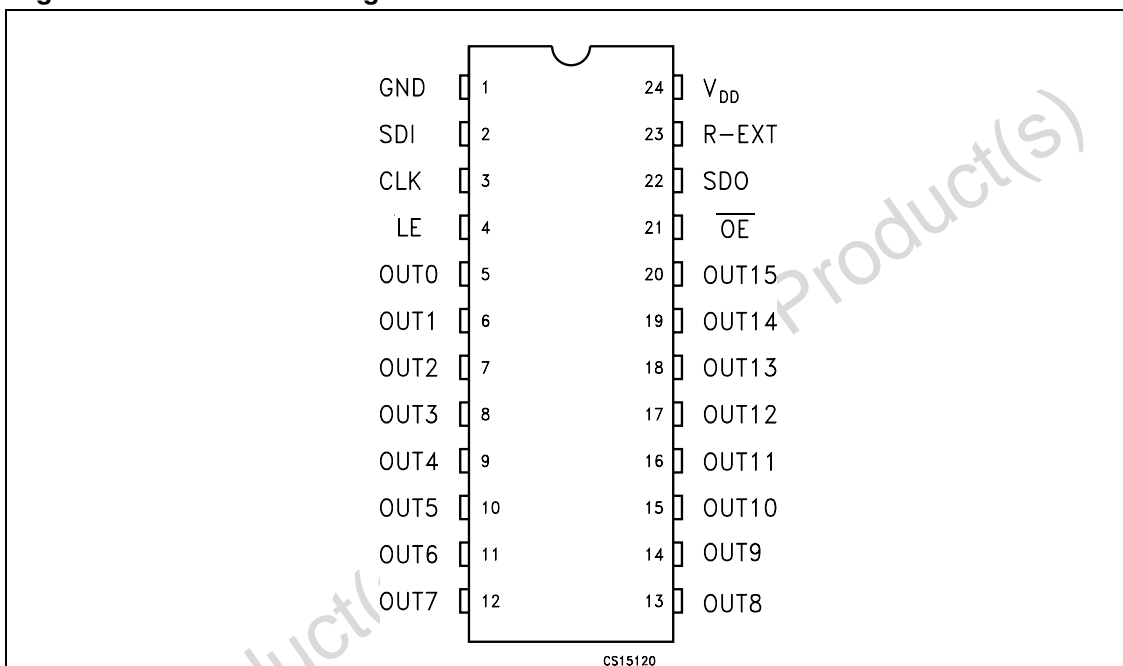 GND 1 24 V_DD
SDI 2 23 R-EXT
CLK 3 22 SDO
LE 4 21 O̅E̅
OUT0 5 20 OUT15
OUT1 6 19 OUT14
OUT2 7 18 OUT13
OUT3 8 17 OUT12
OUT4 9 16 OUT11
OUT5 10 15 OUT10
OUT6 11 14 OUT9
OUT7 12 13 OUT8
CS15120
Product(s)